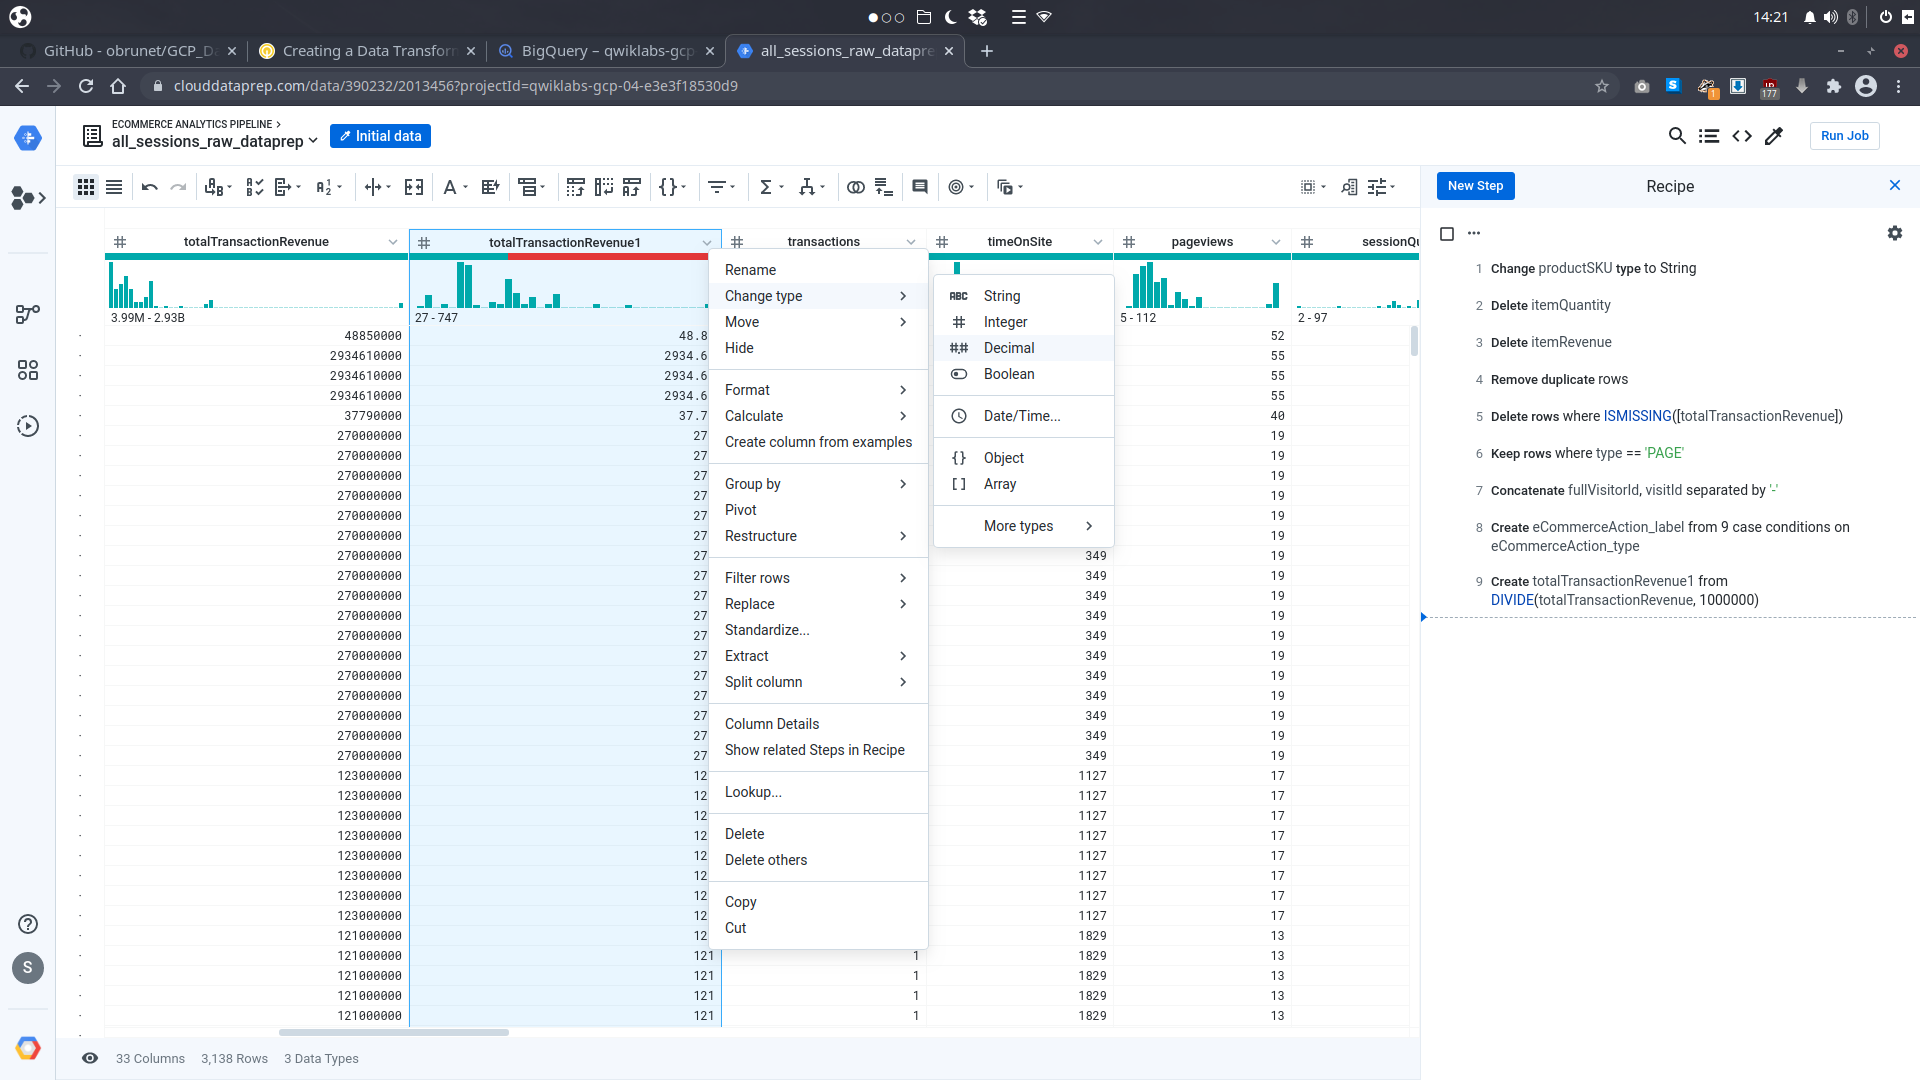 14:21
GitHub - obrunet/GCP_Da
Creating a Data Transform
BigQuery – qwiklabs-gcp
all_sessions_raw_dataprep
clouddataprep.com/data/390232/2013456?projectId=qwiklabs-gcp-04-e3e3f18530d9
1
177
ECOMMERCE ANALYTICS PIPELINE
all_sessions_raw_dataprep
Initial data
Run Job
New Step
Recipe
totalTransactionRevenue
totalTransactionRevenue1
transactions
timeOnSite
pageviews
sessionQu
3.99M - 2.93B
27 - 747
5 - 112
2 - 97
48850000 48.8 52
2934610000 2934.6 55
2934610000 2934.6 55
2934610000 2934.6 55
37790000 37.7 40
270000000 27 19
270000000 27 19
270000000 27 19
270000000 27 19
270000000 27 19
270000000 27 19
270000000 27 349 19
270000000 27 349 19
270000000 27 349 19
270000000 27 349 19
270000000 27 349 19
270000000 27 349 19
270000000 27 349 19
270000000 27 349 19
270000000 27 349 19
270000000 27 349 19
270000000 27 349 19
123000000 12 1127 17
123000000 12 1127 17
123000000 12 1127 17
123000000 12 1127 17
123000000 12 1127 17
123000000 12 1127 17
123000000 12 1127 17
123000000 12 1127 17
121000000 12 1829 13
121000000 121 1 1829 13
121000000 121 1 1829 13
121000000 121 1 1829 13
121000000 121 1 1829 13
Rename
Change type
Move
Hide
Format
Calculate
Create column from examples
Group by
Pivot
Restructure
Filter rows
Replace
Standardize...
Extract
Split column
Column Details
Show related Steps in Recipe
Lookup...
Delete
Delete others
Copy
Cut
ABC String
Integer
Decimal
Boolean
Date/Time...
Object
Array
More types
1 Change productSKU type to String
2 Delete itemQuantity
3 Delete itemRevenue
4 Remove duplicate rows
5 Delete rows where ISMISSING([totalTransactionRevenue])
6 Keep rows where type == 'PAGE'
7 Concatenate fullVisitorId, visitId separated by '-'
8 Create eCommerceAction_label from 9 case conditions on
eCommerceAction_type
9 Create totalTransactionRevenue1 from
DIVIDE(totalTransactionRevenue, 1000000)
S
33 Columns 3,138 Rows 3 Data Types